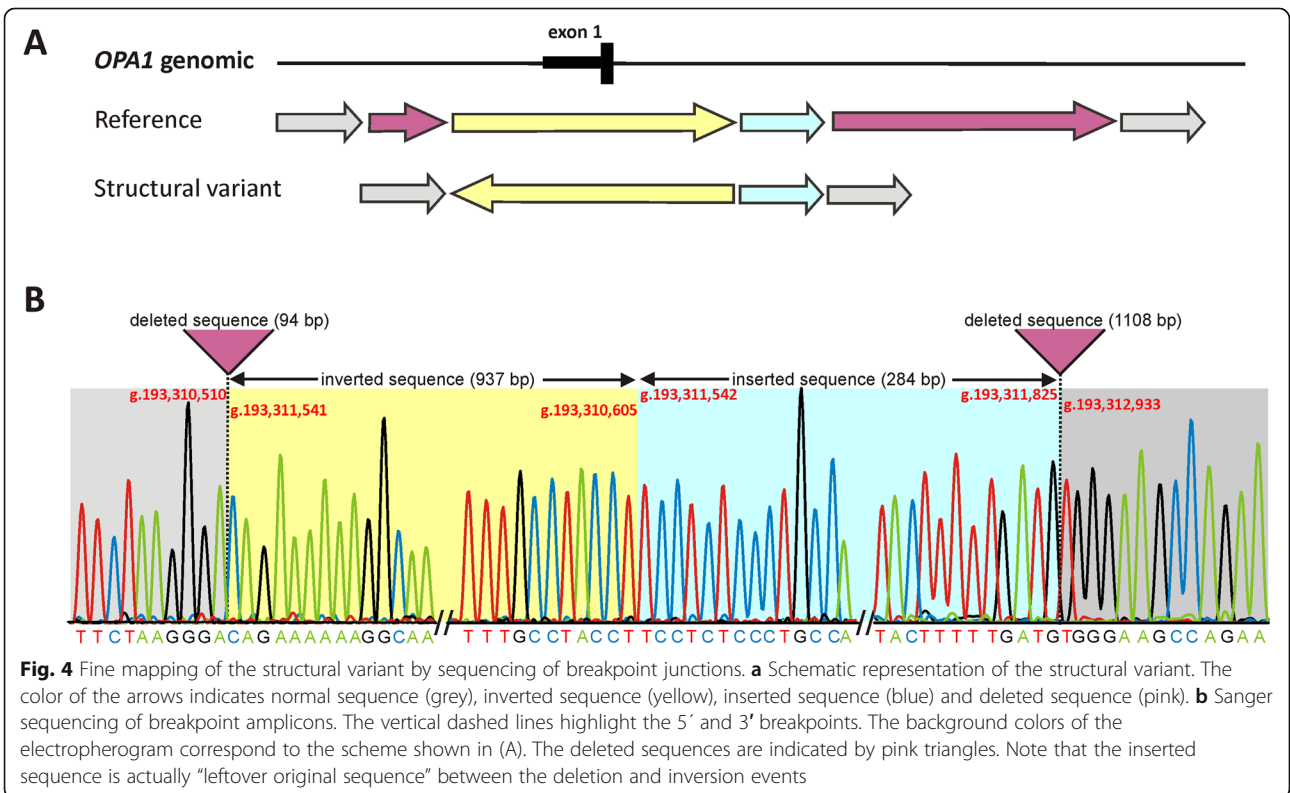 A
exon 1
OPA1 genomic
Reference
Structural variant
B
deleted sequence (94 bp)
deleted sequence (1108 bp)
inverted sequence (937 bp)
inserted sequence (284 bp)
g.193,310,510
g.193,311,541
g.193,310,605
g.193,311,542
g.193,311,825
g.193,312,933
TTCTAAGGGACAGAAAAAAGGCAA // TTTGCCTACCTTCCTCTCCCTGCCA // TACTTTTTGATGTGGGAAGCCAGAA
Fig. 4 Fine mapping of the structural variant by sequencing of breakpoint junctions. a Schematic representation of the structural variant. The
color of the arrows indicates normal sequence (grey), inverted sequence (yellow), inserted sequence (blue) and deleted sequence (pink). b Sanger
sequencing of breakpoint amplicons. The vertical dashed lines highlight the 5´ and 3′ breakpoints. The background colors of the
electropherogram correspond to the scheme shown in (A). The deleted sequences are indicated by pink triangles. Note that the inserted
sequence is actually “leftover original sequence” between the deletion and inversion events